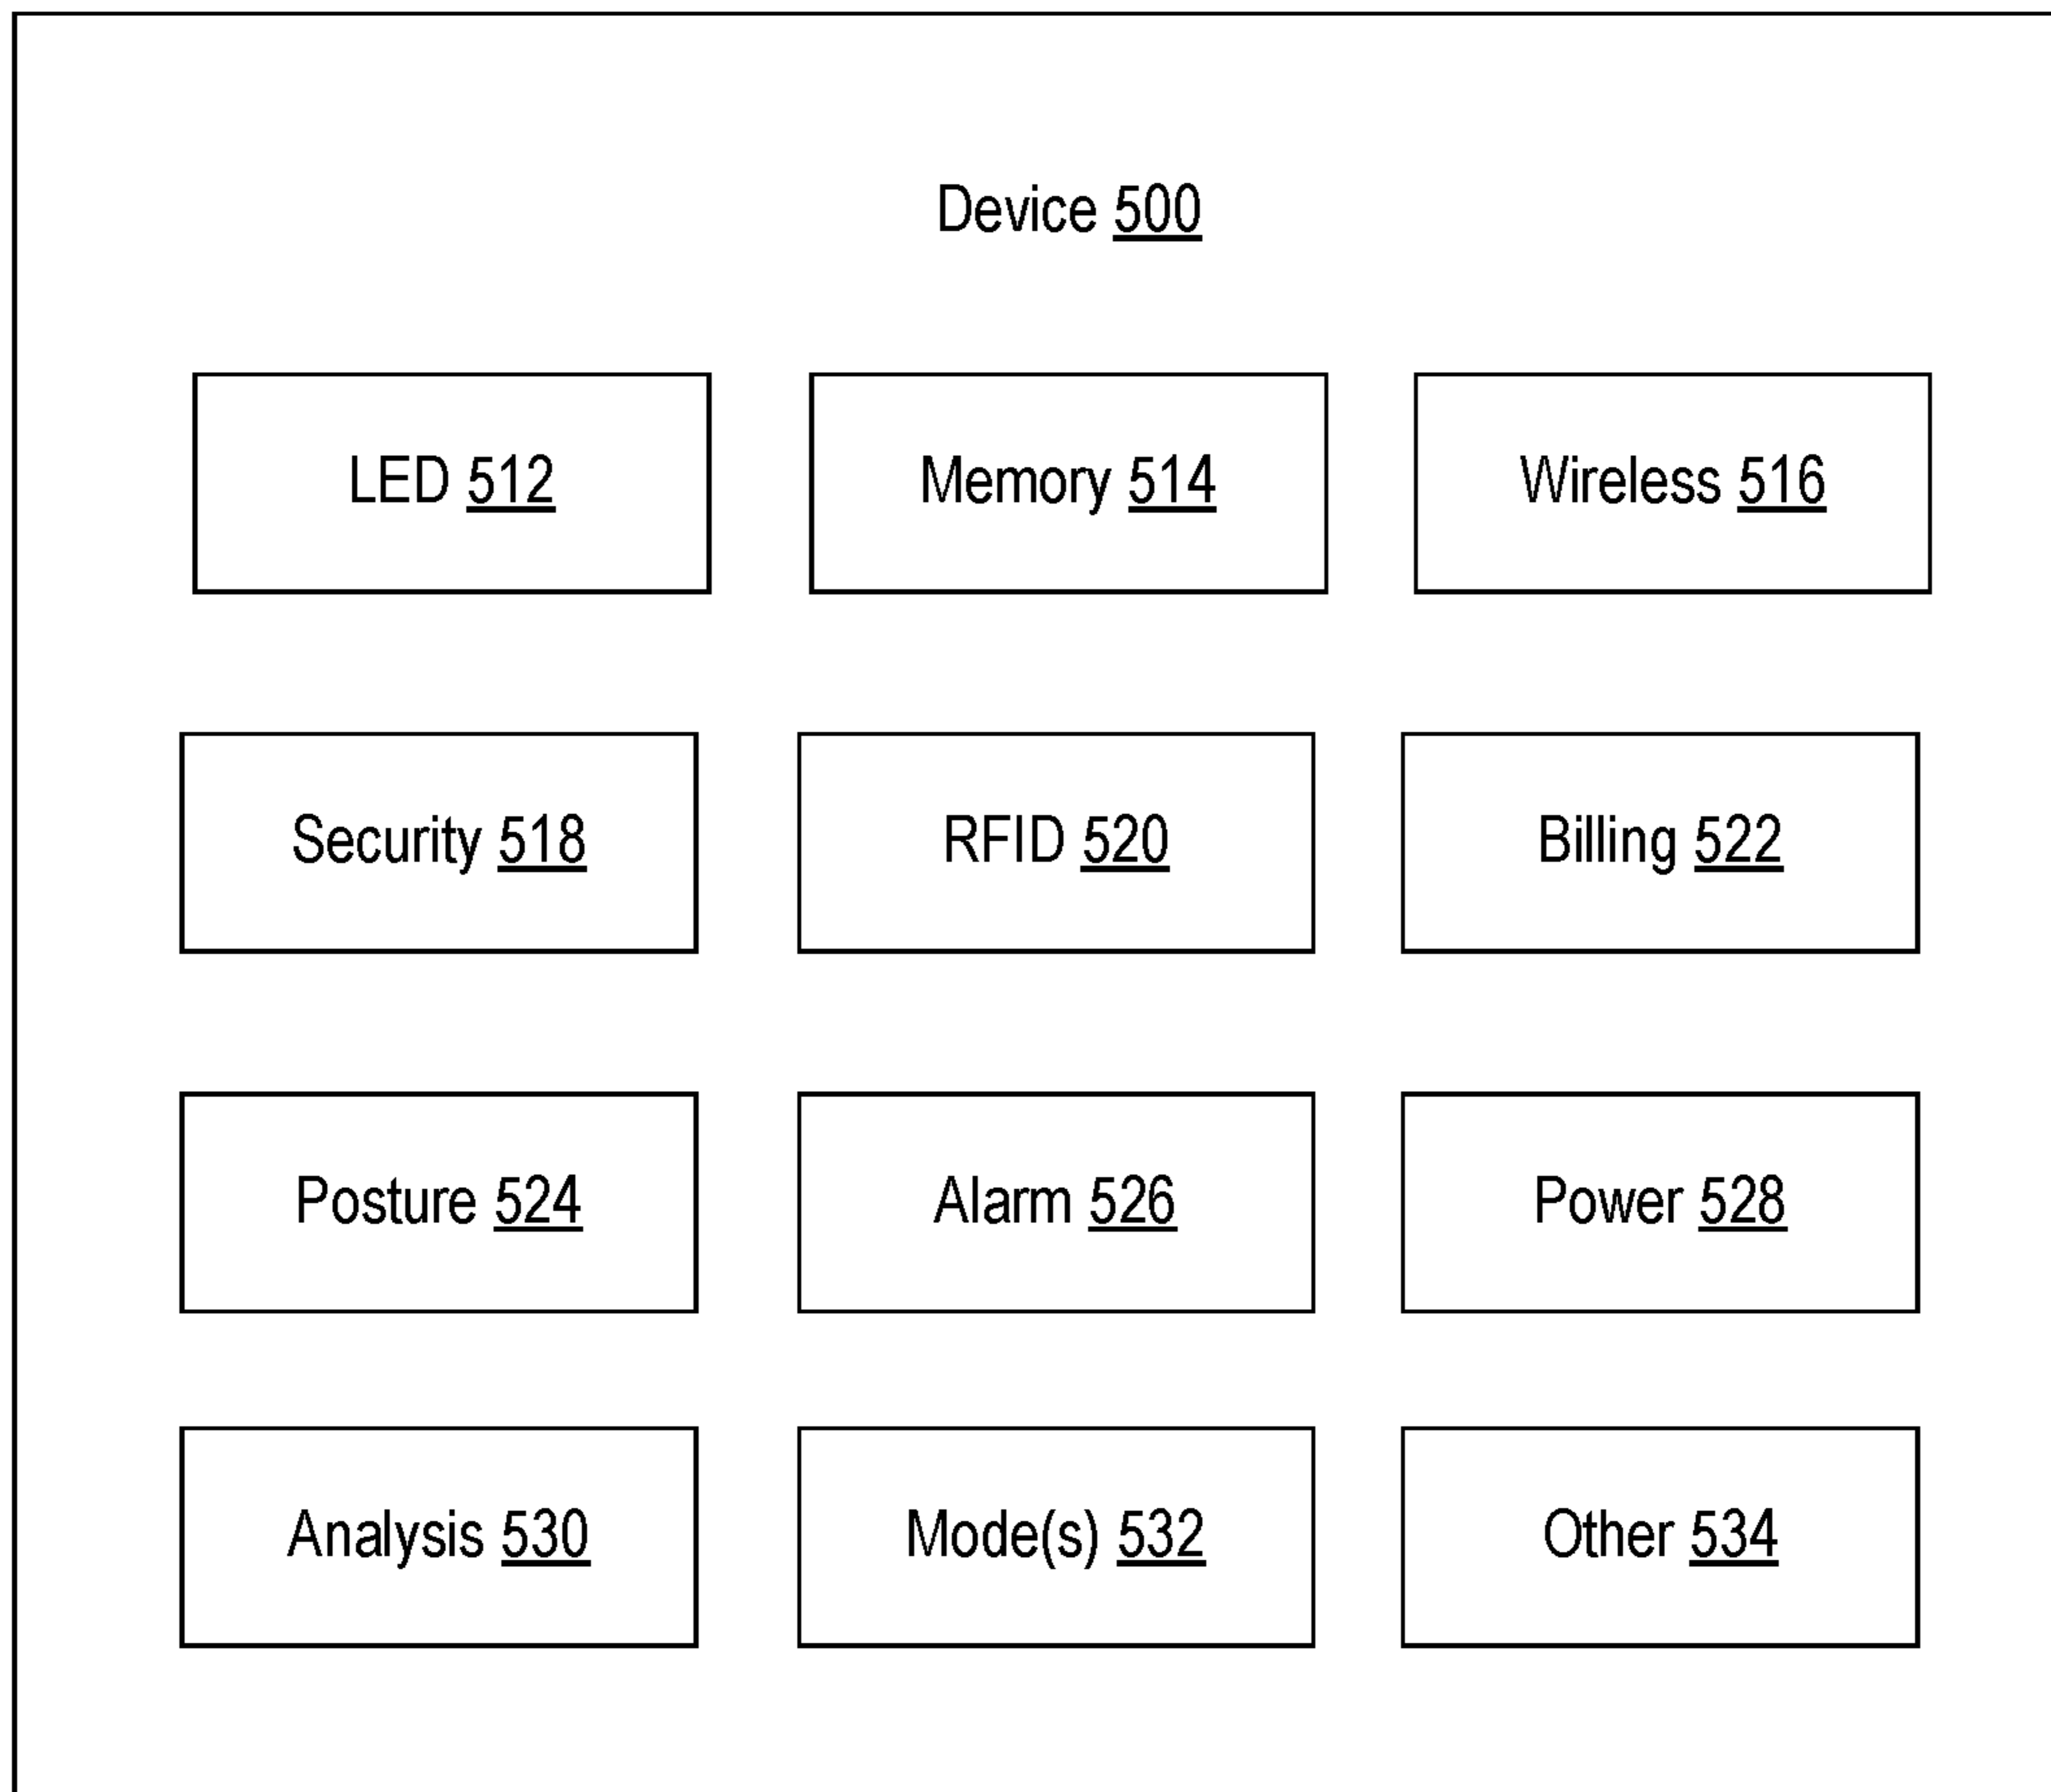 Device 500
LED 512
Memory 514
Wireless 516
Security 518
RFID 520
Billing 522
Posture 524
Alarm 526
Power 528
Analysis 530
Mode(s) 532
Other 534